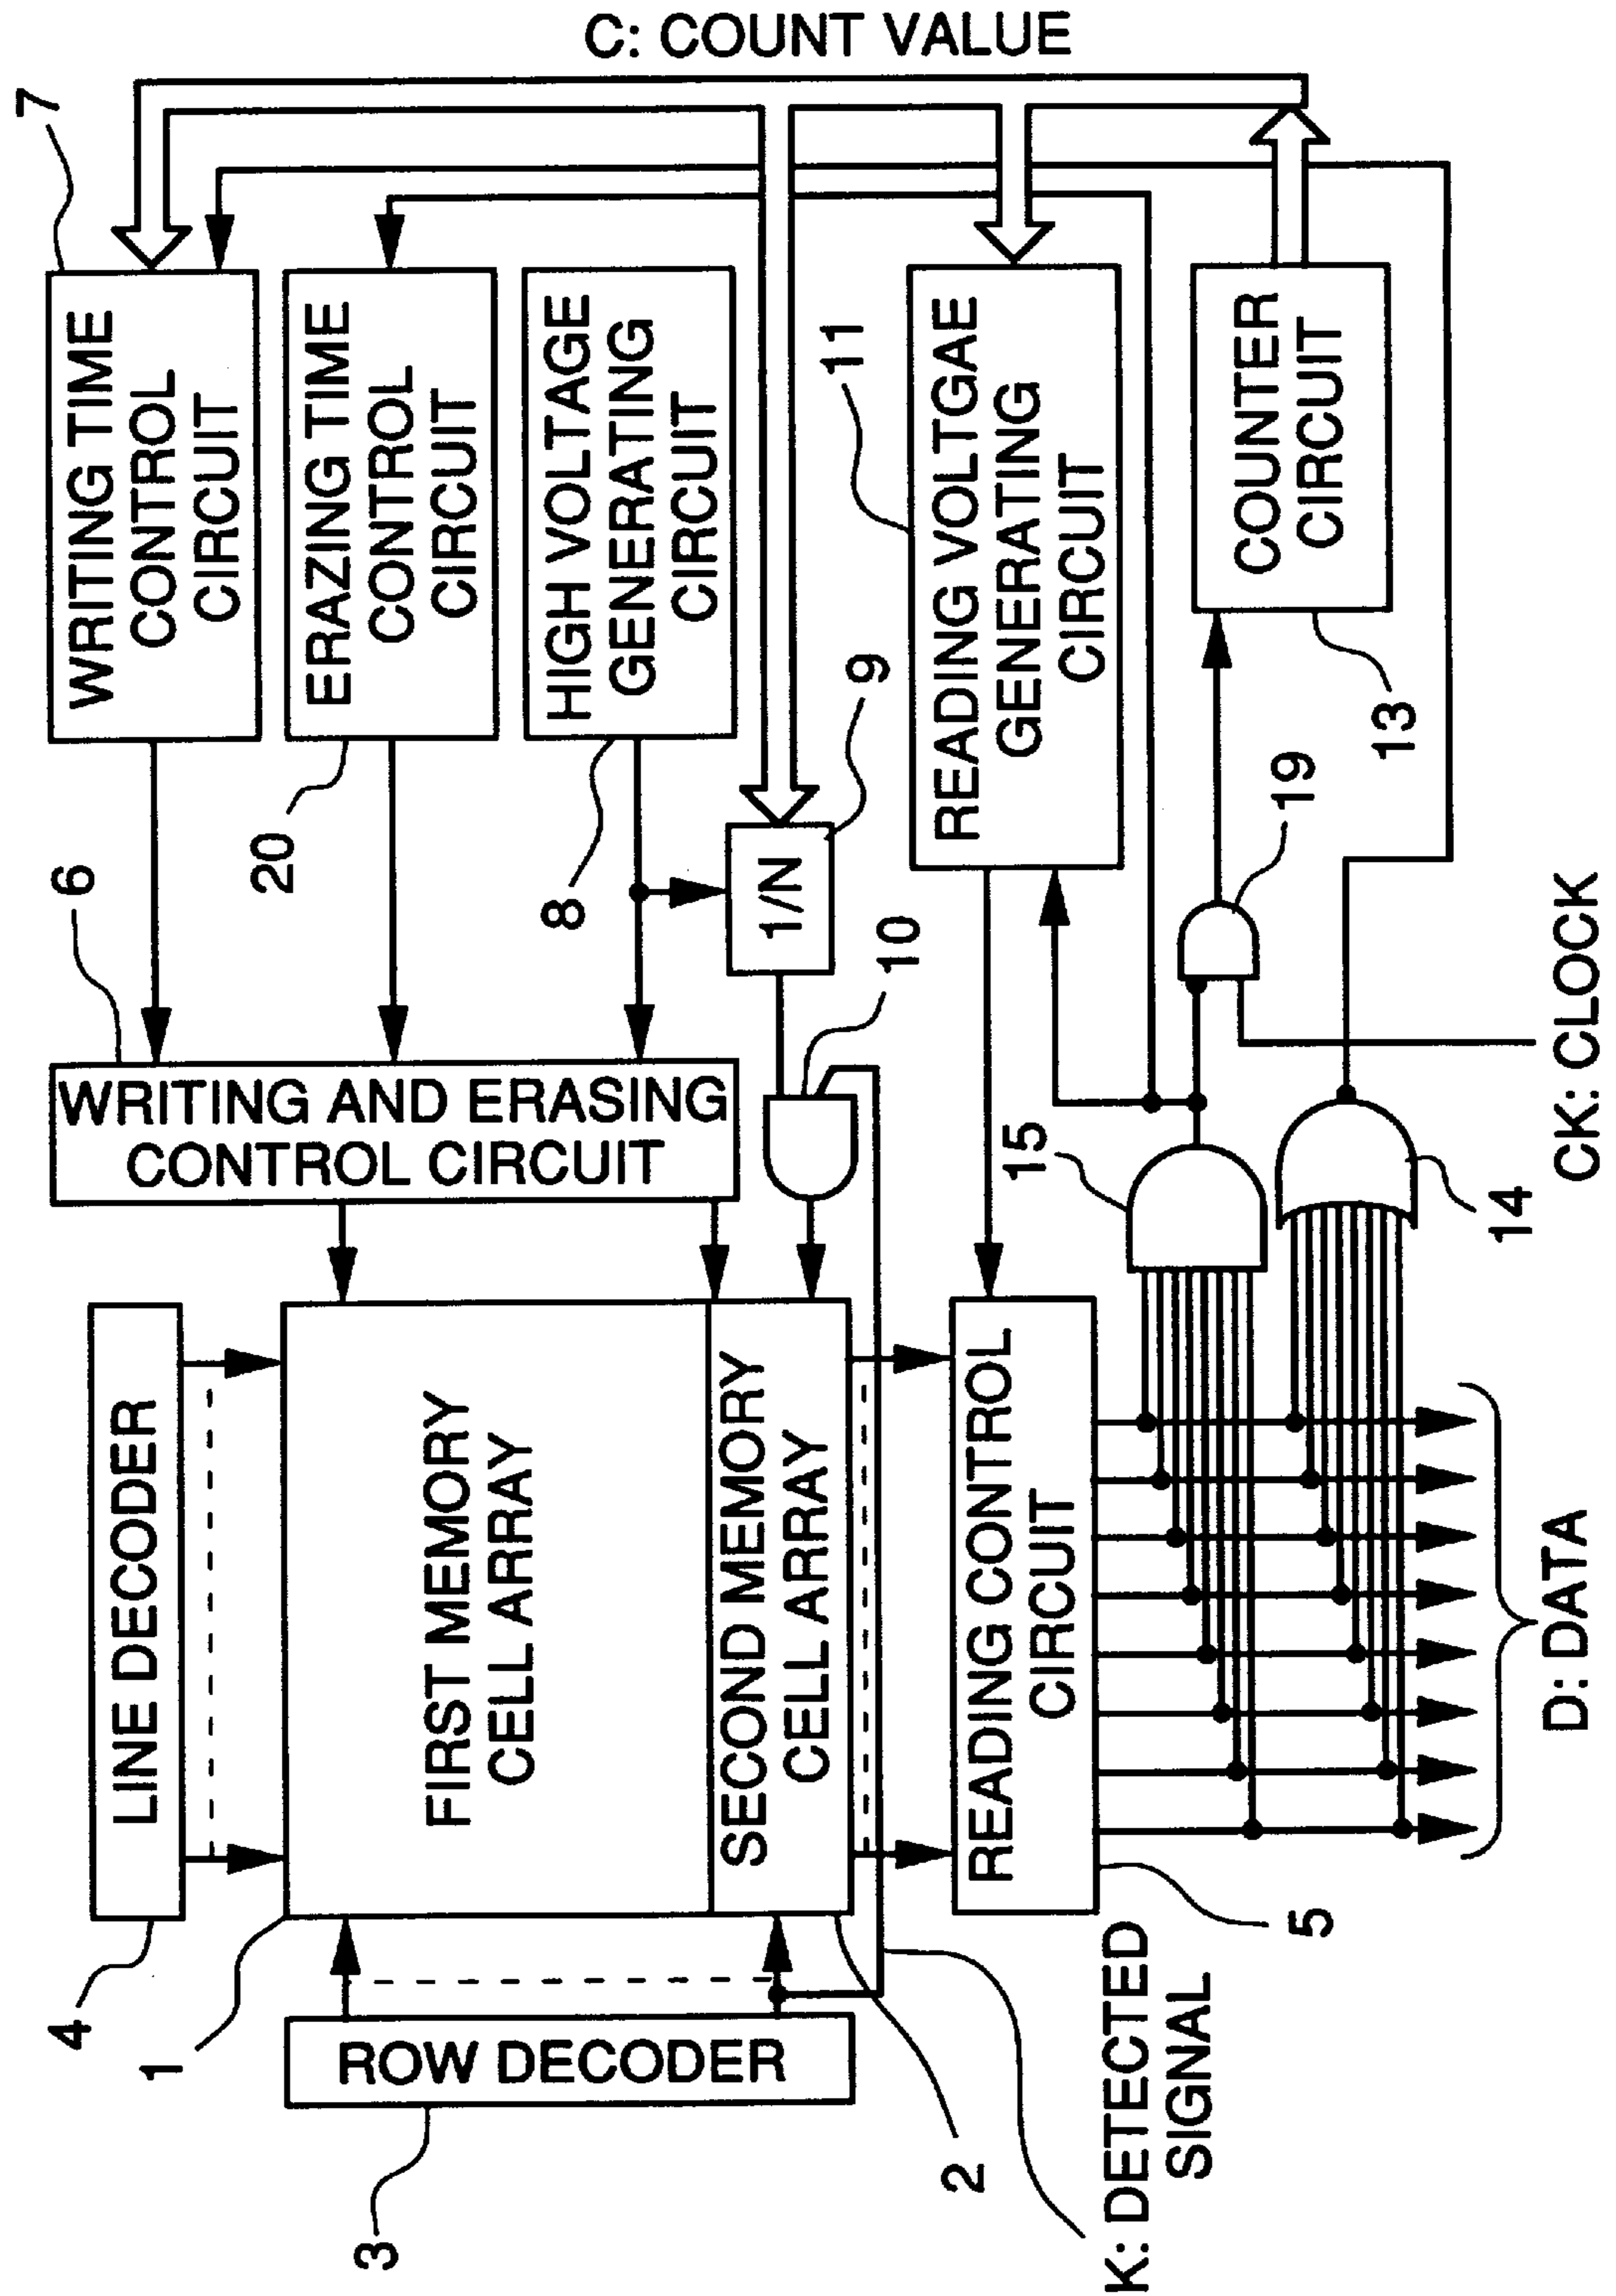 4
LINE DECODER
1
FIRST MEMORY
CELL ARRAY
SECOND MEMORY
CELL ARRAY
3
ROW DECODER
2
K: DETECTED
SIGNAL
READING CONTROL
CIRCUIT
5
D: DATA
6
WRITING AND ERASING
CONTROL CIRCUIT
10
15
14
CK: CLOCK
7
WRITING TIME
CONTROL
CIRCUIT
20
ERAZING TIME
CONTROL
CIRCUIT
8
HIGH VOLTAGE
GENERATING
CIRCUIT
9
1/N
11
READING VOLTGAE
GENERATING
CIRCUIT
19
13
COUNTER
CIRCUIT
C: COUNT VALUE